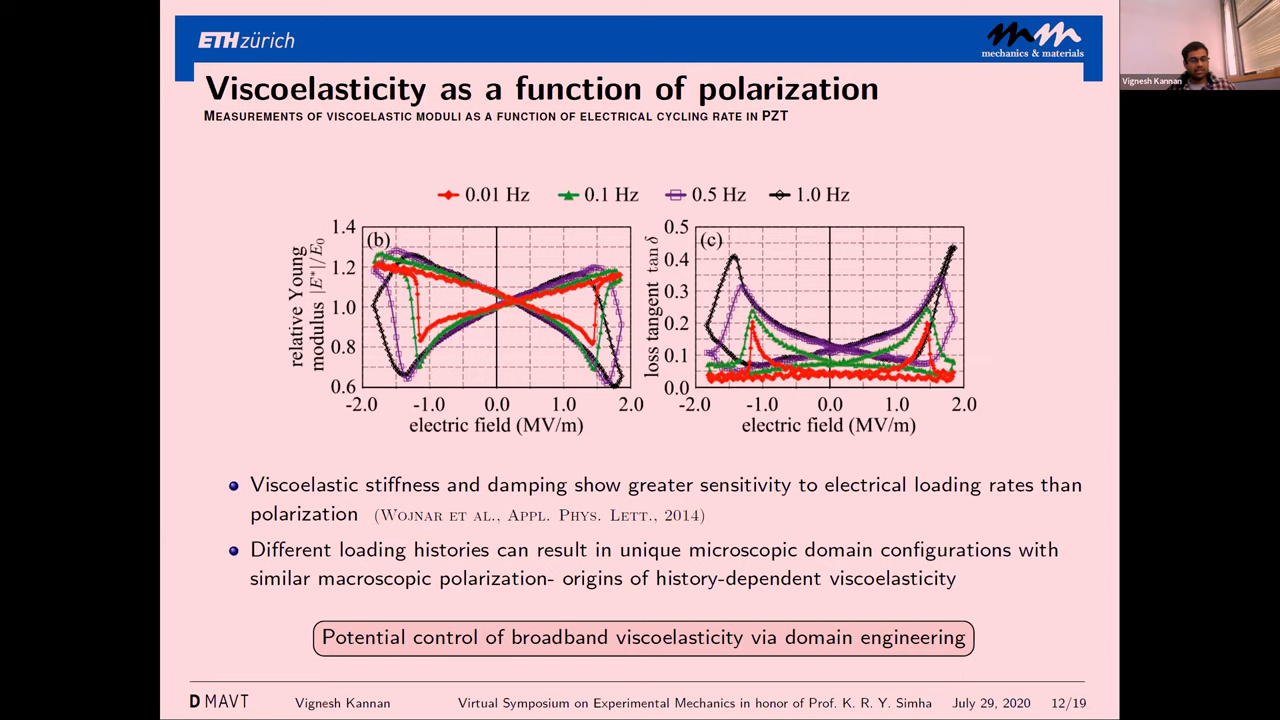 ETH zürich
mm
mechanics & materials
Vignesh Kannan
Viscoelasticity as a function of polarization
MEASUREMENTS OF VISCOELASTIC MODULI AS A FUNCTION OF ELECTRICAL CYCLING RATE IN PZT
0.01 Hz 0.1 Hz 0.5 Hz 1.0 Hz
relative Young
modulus |E*|/E₀
1.4
1.2
1.0
0.8
0.6
(b)
-2.0 -1.0 0.0 1.0 2.0
electric field (MV/m)
loss tangent tan δ
0.5
0.4
0.3
0.2
0.1
0.0
(c)
-2.0 -1.0 0.0 1.0 2.0
electric field (MV/m)
Viscoelastic stiffness and damping show greater sensitivity to electrical loading rates than
polarization (WOJNAR ET AL., APPL. PHYS. LETT., 2014)
Different loading histories can result in unique microscopic domain configurations with
similar macroscopic polarization- origins of history-dependent viscoelasticity
Potential control of broadband viscoelasticity via domain engineering
D MAVT Vignesh Kannan Virtual Symposium on Experimental Mechanics in honor of Prof. K. R. Y. Simha July 29, 2020 12/19